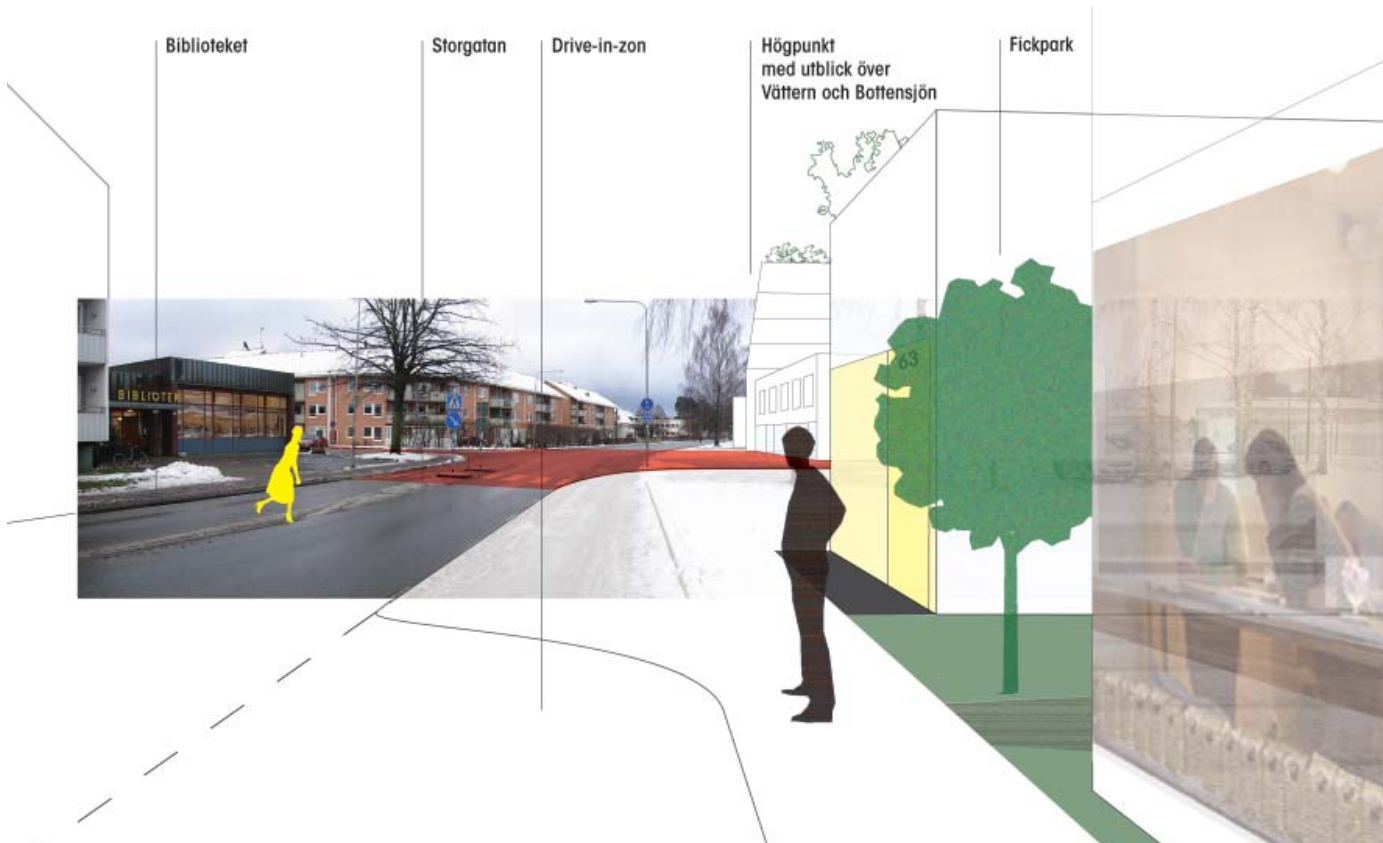 Biblioteket
Storgatan
Drive-in-zon
Högpunkt
med utblick över
Vättern och Bottensjön
Fickpark
BIBLIOTEK
63